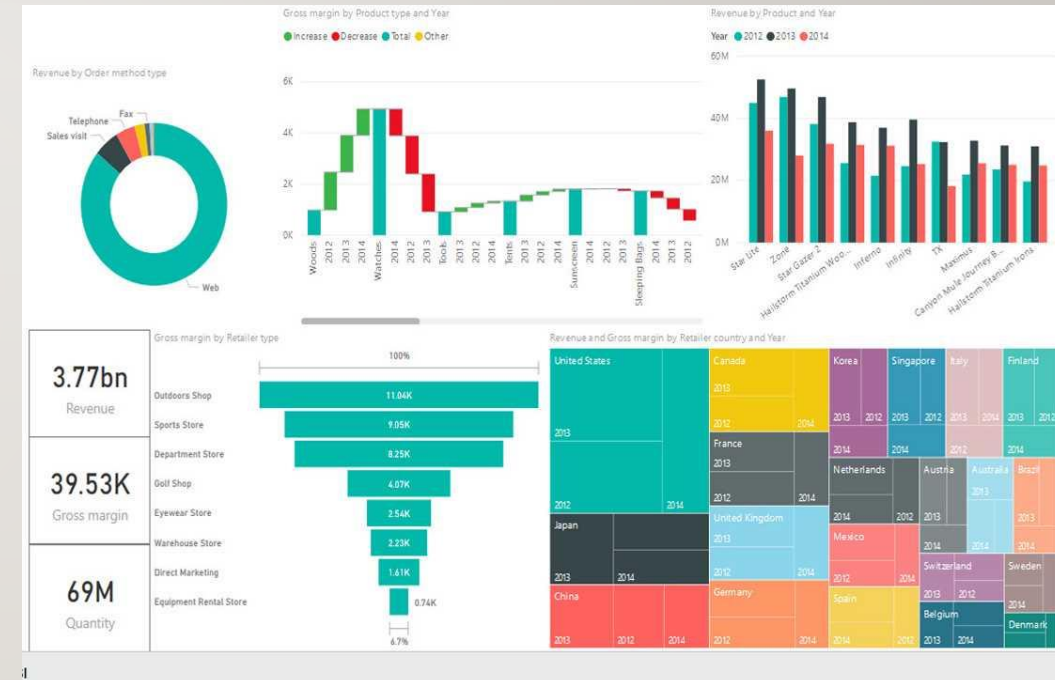 Gross margin by Product type and Year
Increase Decrease Total Other
6K
4K
2K
0K
Woods
2012
2013
2014
Watches
2014
2012
2013
Tools
2013
2012
2014
Tents
2013
2012
2014
Sunscreen
2014
2012
2013
Sleeping Bags
2014
2013
2012
Revenue by Product and Year
Year 2012 2013 2014
60M
40M
20M
0M
Star Lite
Zone
Star Gazer 2
Hailstorm Titanium Woo...
Inferno
Infinity
TX
Maximus
Canyon Mule Journey B...
Hailstorm Titanium Irons
Revenue by Order method type
Fax
Telephone
Sales visit
Web
3.77bn
Revenue
39.53K
Gross margin
69M
Quantity
Gross margin by Retailer type
100%
Outdoors Shop 11.04K
Sports Store 9.05K
Department Store 8.25K
Golf Shop 4.07K
Eyewear Store 2.54K
Warehouse Store 2.23K
Direct Marketing 1.61K
Equipment Rental Store 0.74K
6.7%
Revenue and Gross margin by Retailer country and Year
United States
2013
2012
2014
Japan
2013
2014
China
2013
2012
2014
Canada
2013
2012
2014
France
2013
2012
2014
United Kingdom
2013
2012
2014
Germany
2012
2014
Korea
2013
2012
2014
Singapore
2013
2012
2014
Italy
2013
2014
2012
Finland
2013
2012
Netherlands
2014
2012
Austria
2013
2014
Australia
2013
2014
Brazil
2013
2014
Mexico
2012
2014
Switzerland
2013
2012
Sweden
2014
Spain
2014
2012
Belgium
2013
2014
Denmark